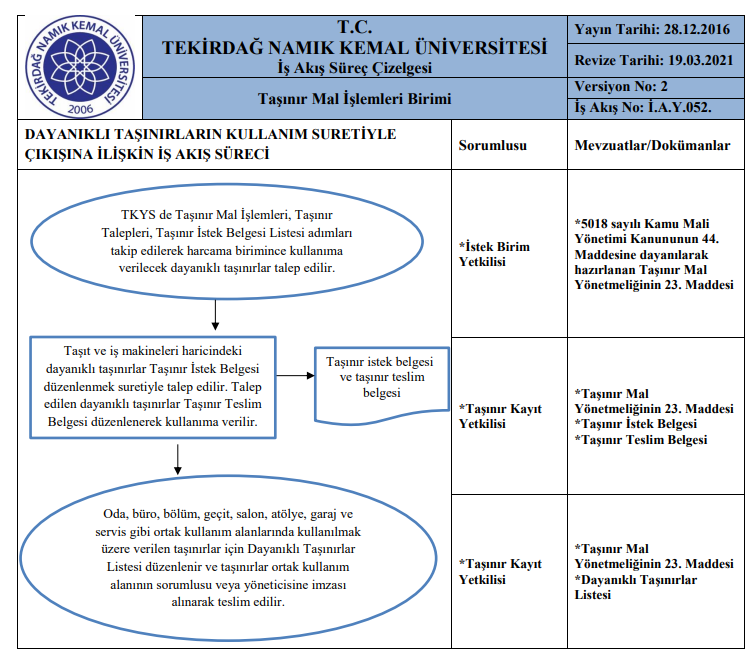 TEKİRDAĞ NAMIK KEMAL ÜNİVERSİTESİ
2006
T.C.
TEKİRDAĞ NAMIK KEMAL ÜNİVERSİTESİ
İş Akış Süreç Çizelgesi
Taşınır Mal İşlemleri Birimi
Yayın Tarihi: 28.12.2016
Revize Tarihi: 19.03.2021
Versiyon No: 2
İş Akış No: İ.A.Y.052.
DAYANIKLI TAŞINIRLARIN KULLANIM SURETİYLE
ÇIKIŞINA İLİŞKİN İŞ AKIŞ SÜRECİ
Sorumlusu
Mevzuatlar/Dokümanlar
TKYS de Taşınır Mal İşlemleri, Taşınır
Talepleri, Taşınır İstek Belgesi Listesi adımları
takip edilerek harcama birimince kullanıma
verilecek dayanıklı taşınırlar talep edilir.
*İstek Birim
Yetkilisi
*5018 sayılı Kamu Mali
Yönetimi Kanununun 44.
Maddesine dayanılarak
hazırlanan Taşınır Mal
Yönetmeliğinin 23. Maddesi
Taşıt ve iş makineleri haricindeki
dayanıklı taşınırlar Taşınır İstek Belgesi
düzenlenmek suretiyle talep edilir. Talep
edilen dayanıklı taşınırlar Taşınır Teslim
Belgesi düzenlenerek kullanıma verilir.
Taşınır istek belgesi
ve taşınır teslim
belgesi
*Taşınır Kayıt
Yetkilisi
*Taşınır Mal
Yönetmeliğinin 23. Maddesi
*Taşınır İstek Belgesi
*Taşınır Teslim Belgesi
Oda, büro, bölüm, geçit, salon, atölye, garaj ve
servis gibi ortak kullanım alanlarında kullanılmak
üzere verilen taşınırlar için Dayanıklı Taşınırlar
Listesi düzenlenir ve taşınırlar ortak kullanım
alanının sorumlusu veya yöneticisine imzası
alınarak teslim edilir.
*Taşınır Kayıt
Yetkilisi
*Taşınır Mal
Yönetmeliğinin 23. Maddesi
*Dayanıklı Taşınırlar
Listesi